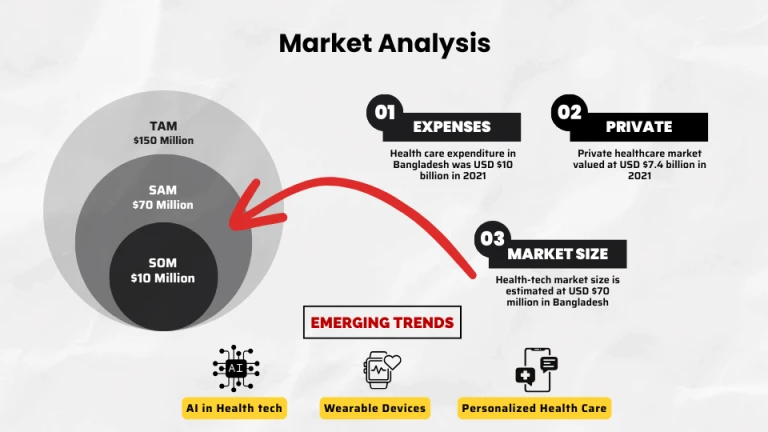 Market Analysis
TAM
$150 Million
SAM
$70 Million
SOM
$10 Million
01
EXPENSES
Health care expenditure in
Bangladesh was USD $10
billion in 2021
02
PRIVATE
Private healthcare market
valued at USD $7.4 billion in
2021
03
MARKET SIZE
Health-tech market size is
estimated at USD $70
million in Bangladesh
EMERGING TRENDS
AI
AI in Health tech
Wearable Devices
Personalized Health Care